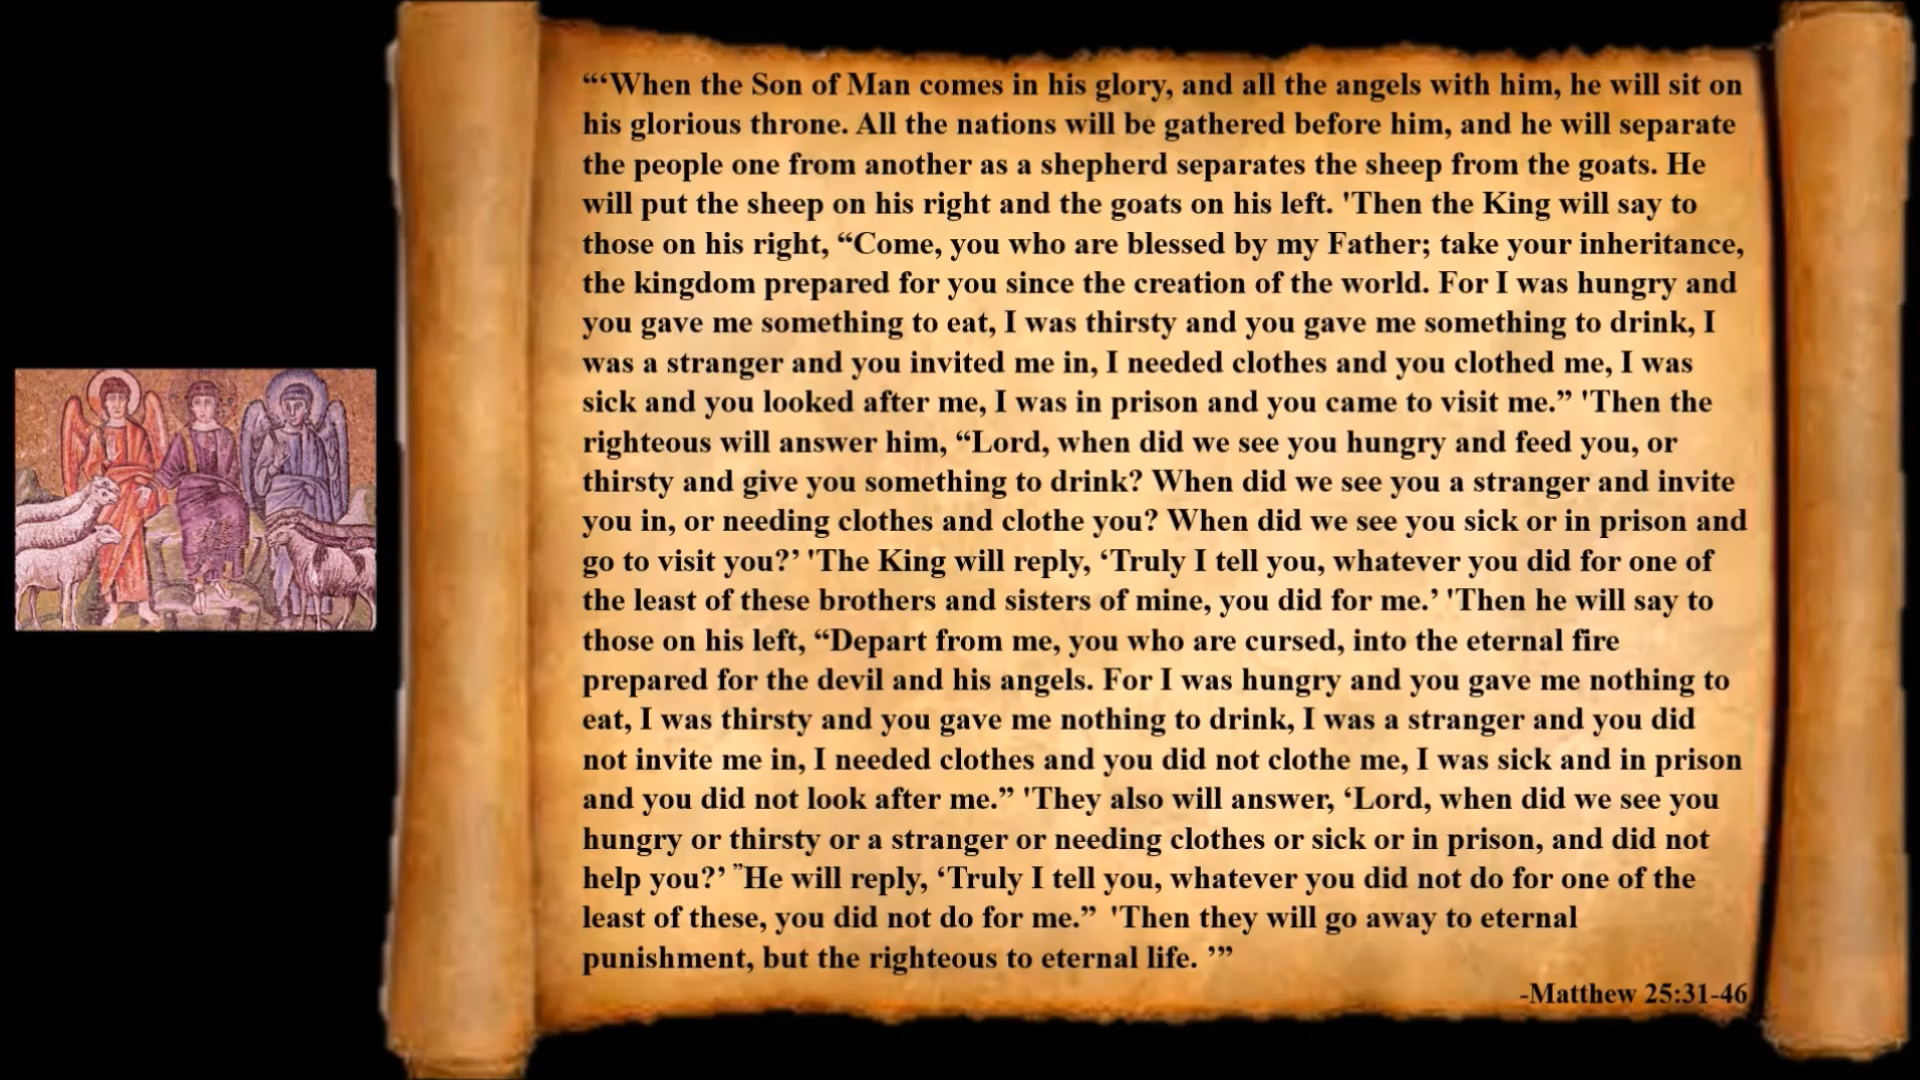 “‘When the Son of Man comes in his glory, and all the angels with him, he will sit on
his glorious throne. All the nations will be gathered before him, and he will separate
the people one from another as a shepherd separates the sheep from the goats. He
will put the sheep on his right and the goats on his left. 'Then the King will say to
those on his right, “Come, you who are blessed by my Father; take your inheritance,
the kingdom prepared for you since the creation of the world. For I was hungry and
you gave me something to eat, I was thirsty and you gave me something to drink, I
was a stranger and you invited me in, I needed clothes and you clothed me, I was
sick and you looked after me, I was in prison and you came to visit me.” 'Then the
righteous will answer him, “Lord, when did we see you hungry and feed you, or
thirsty and give you something to drink? When did we see you a stranger and invite
you in, or needing clothes and clothe you? When did we see you sick or in prison and
go to visit you?’ 'The King will reply, ‘Truly I tell you, whatever you did for one of
the least of these brothers and sisters of mine, you did for me.’ 'Then he will say to
those on his left, “Depart from me, you who are cursed, into the eternal fire
prepared for the devil and his angels. For I was hungry and you gave me nothing to
eat, I was thirsty and you gave me nothing to drink, I was a stranger and you did
not invite me in, I needed clothes and you did not clothe me, I was sick and in prison
and you did not look after me.” 'They also will answer, ‘Lord, when did we see you
hungry or thirsty or a stranger or needing clothes or sick or in prison, and did not
help you?’ ”He will reply, ‘Truly I tell you, whatever you did not do for one of the
least of these, you did not do for me.” 'Then they will go away to eternal
punishment, but the righteous to eternal life. ’”
-Matthew 25:31-46